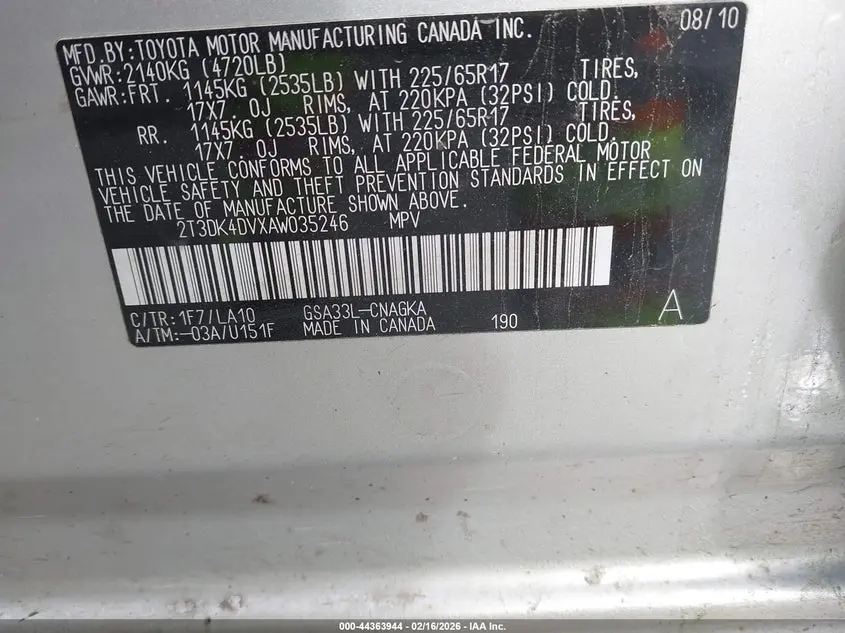 08/10
MFD.BY:TOYOTA MOTOR MANUFACTURING CANADA INC.
GVWR:2140KG (4720LB)
GAWR:FRT. 1145KG (2535LB) WITH 225/65R17 TIRES,
17X7.0J RIMS, AT 220KPA (32PSI) COLD.
RR. 1145KG (2535LB) WITH 225/65R17 TIRES,
17X7.0J RIMS, AT 220KPA (32PSI) COLD.
THIS VEHICLE CONFORMS TO ALL APPLICABLE FEDERAL MOTOR
VEHICLE SAFETY AND THEFT PREVENTION STANDARDS IN EFFECT ON
THE DATE OF MANUFACTURE SHOWN ABOVE.
2T3DK4DVXAW035246 MPV
C/TR:1F7/LA10 GSA33L-CNAGKA
A/TM:-03A/U151F MADE IN CANADA 190 A
000-44363944 - 02/16/2026 - IAA Inc.